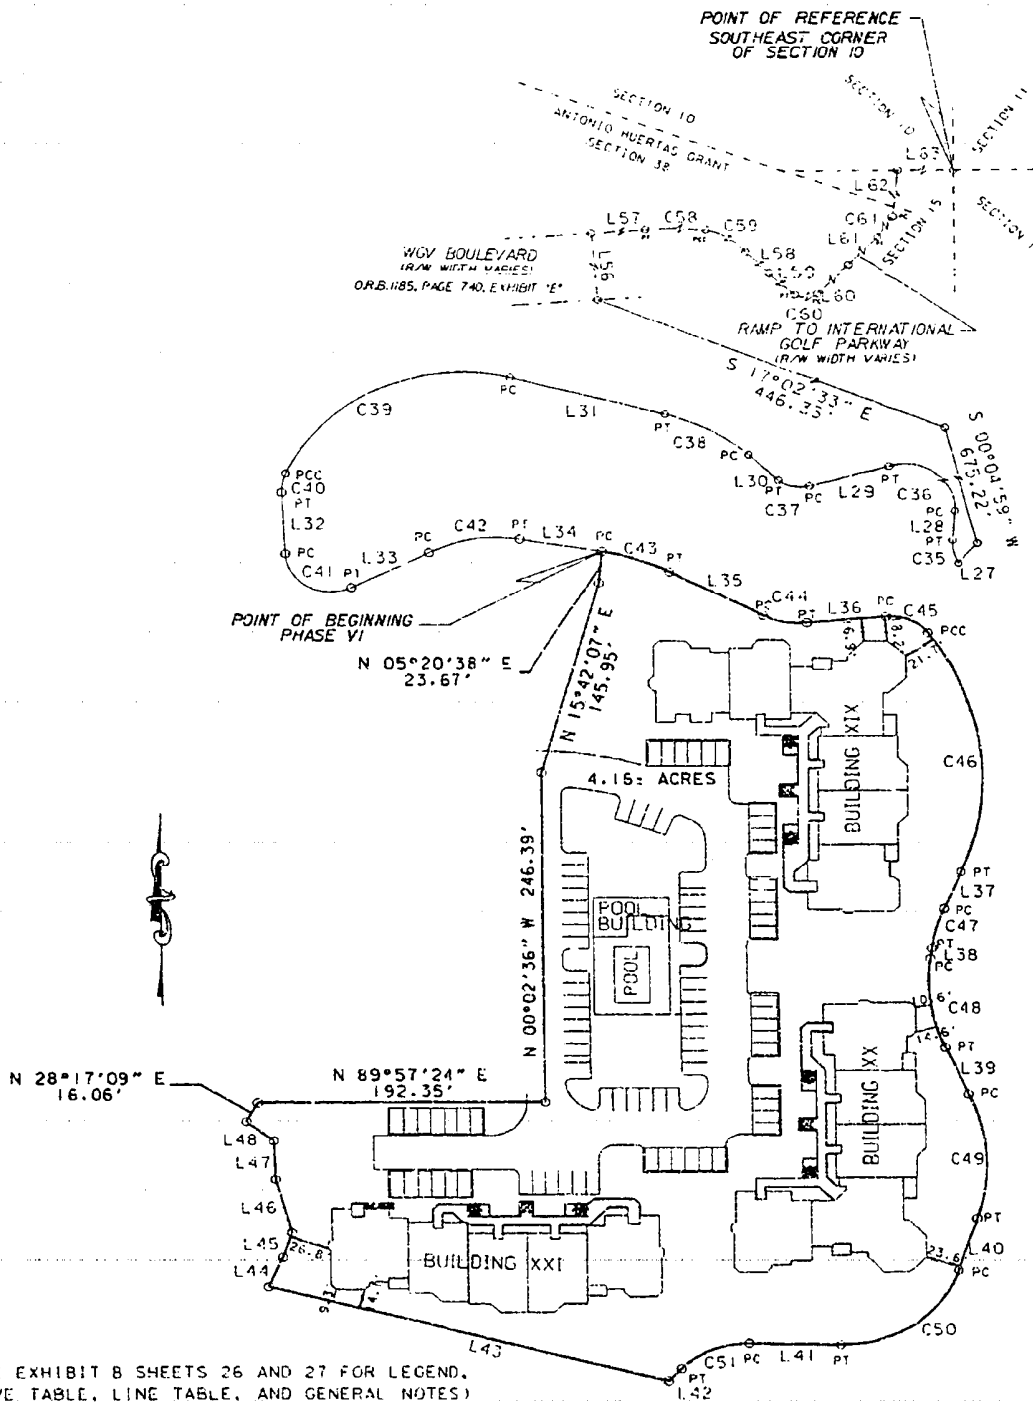 POINT OF REFERENCE
SOUTHEAST CORNER
OF SECTION 10
SECTION 10
ANTONIO HUERTAS GRANT
SECTION 38
SECTION 10
SECTION 11
SECTION 15
L63
L62
C61
L61
L57
C58
C59
L58
L59
L60
C60
L56
WGV BOULEVARD
(R/W WIDTH VARIES)
O.R.B. 1185, PAGE 740, EXHIBIT "E"
RAMP TO INTERNATIONAL
GOLF PARKWAY
(R/W WIDTH VARIES)
S 17°02'33" E
446.35'
S 00°04'59" W
675.22'
C39
PC
L31
PT
C38
PC
L30
PT
C37
PC
L29
PT
C36
PC
L28
PT
C35
L27
PCC
C40
PT
L32
PC
C41
PT
L33
PC
C42
PT
L34
PC
C43
PT
L35
PC
C44
PT
L36
PC
C45
PCC
POINT OF BEGINNING
PHASE VI
N 05°20'38" E
23.67'
N 15°42'07" E
145.95'
4.16± ACRES
BUILDING XIX
C46
PT
L37
PC
C47
PT
L38
PC
C48
PT
L39
PC
C49
PT
L40
PC
C50
POOL
BUILDING
POOL
N 00°02'36" W 246.39'
N 89°57'24" E
192.35'
N 28°17'09" E
16.06'
BUILDING XX
L48
L47
L46
L45
L44
26.8'
23.6'
BUILDING XXI
L43
L42
PT
C51
PC
L41
PT
EXHIBIT B SHEETS 26 AND 27 FOR LEGEND,
VE TABLE, LINE TABLE, AND GENERAL NOTES)